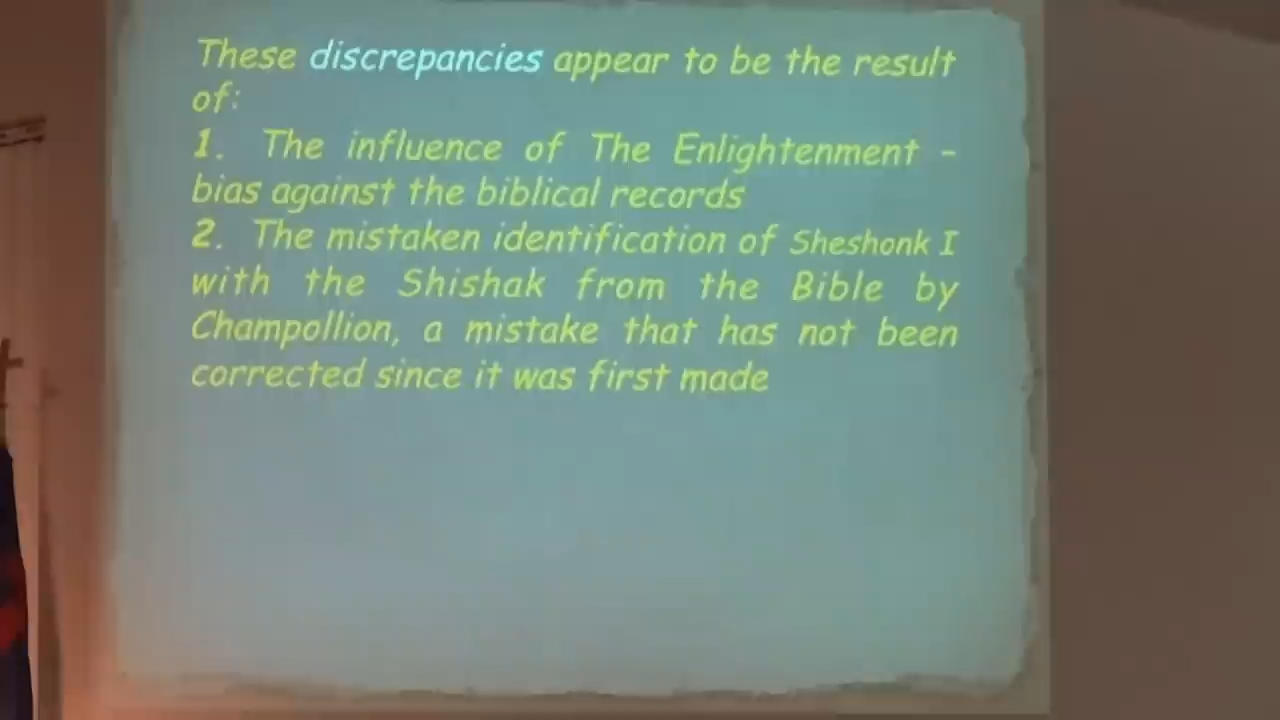 These discrepancies appear to be the result
of:
1. The influence of The Enlightenment –
bias against the biblical records
2. The mistaken identification of Sheshonk I
with the Shishak from the Bible by
Champollion, a mistake that has not been
corrected since it was first made